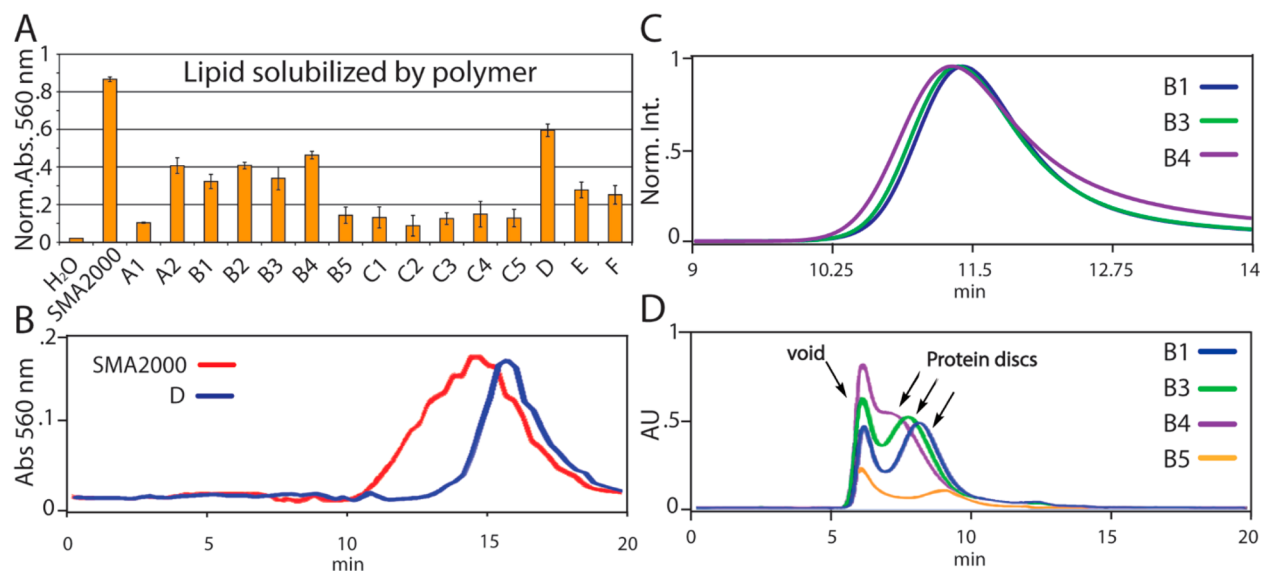 A
Lipid solubilized by polymer
Norm.Abs. 560 nm
1
.8
.6
.4
.2
0
H₂O SMA2000 A1 A2 B1 B2 B3 B4 B5 C1 C2 C3 C4 C5 D E F
B
SMA2000
D
Abs 560 nm
.2
.1
0
0 5 10 15 20
min
C
B1
B3
B4
Norm. Int.
1
.5
0
9 10.25 11.5 12.75 14
min
D
void
Protein discs
B1
B3
B4
B5
AU
1
.5
0
0 5 10 15 20
min